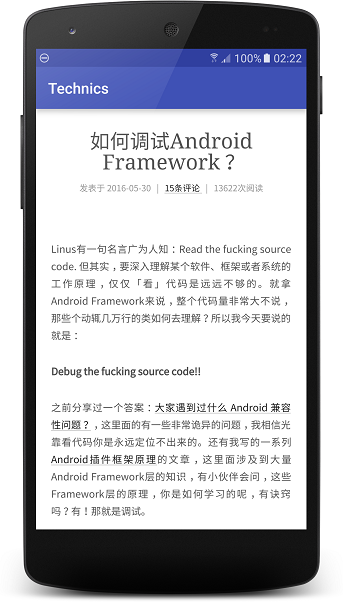 100% 02:22
Technics
如何调试Android
Framework？
发表于 2016-05-30 | 15条评论 | 13622次阅读
Linus有一句名言广为人知：Read the fucking source
code. 但其实，要深入理解某个软件、框架或者系统的
工作原理，仅仅「看」代码是远远不够的。就拿
Android Framework来说，整个代码量非常大不说，
那些个动辄几万行的类如何去理解？所以我今天要说的
就是：
Debug the fucking source code!!
之前分享过一个答案：大家遇到过什么 Android 兼容
性问题？，这里面的有一些非常诡异的问题，我相信光
靠看代码你是永远定位不出来的。还有我写的一系列
Android插件框架原理的文章，这里面涉及到大量
Android Framework层的知识，有小伙伴会问，这些
Framework层的原理，你是如何学习的呢，有诀窍
吗？有！那就是调试。